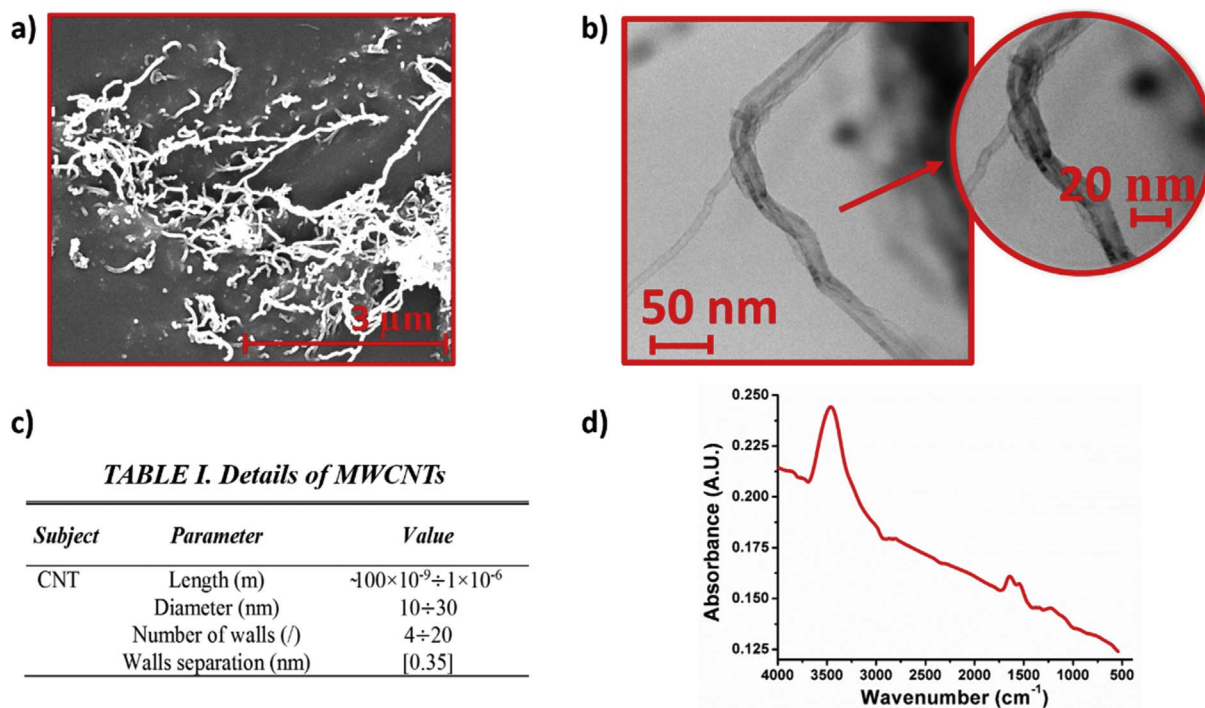 a)
3 µm
b)
50 nm
20 nm
c)
TABLE I. Details of MWCNTs
Subject Parameter Value
CNT Length (m) ~100×10⁻⁹÷1×10⁻⁶
Diameter (nm) 10÷30
Number of walls (/) 4÷20
Walls separation (nm) [0.35]
d)
Absorbance (A.U.)
0.250
0.225
0.200
0.175
0.150
0.125
4000 3500 3000 2500 2000 1500 1000 500
Wavenumber (cm⁻¹)